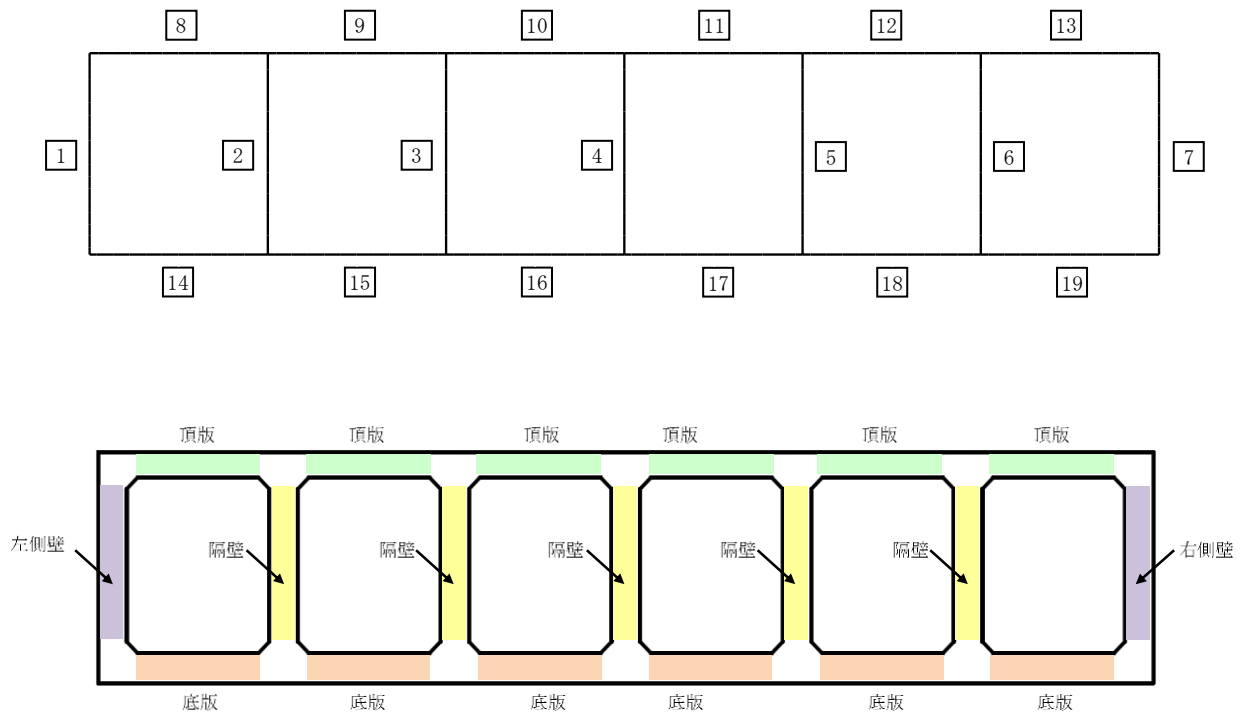 8 9 10 11 12 13
1 2 3 4 5 6 7
14 15 16 17 18 19
頂版 頂版 頂版 頂版 頂版 頂版
左側壁 隔壁 隔壁 隔壁 隔壁 隔壁 右側壁
底版 底版 底版 底版 底版 底版